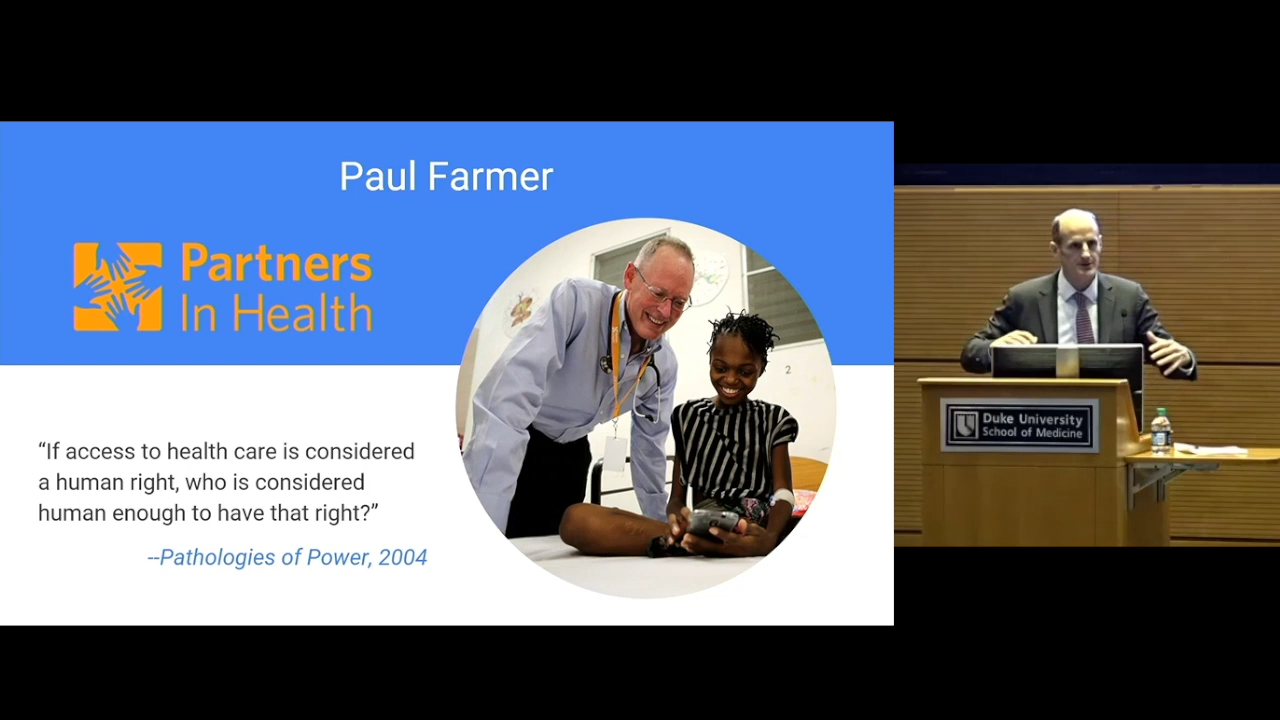 Paul Farmer
Partners
In Health
“If access to health care is considered
a human right, who is considered
human enough to have that right?”
--Pathologies of Power, 2004
2
Duke University
School of Medicine